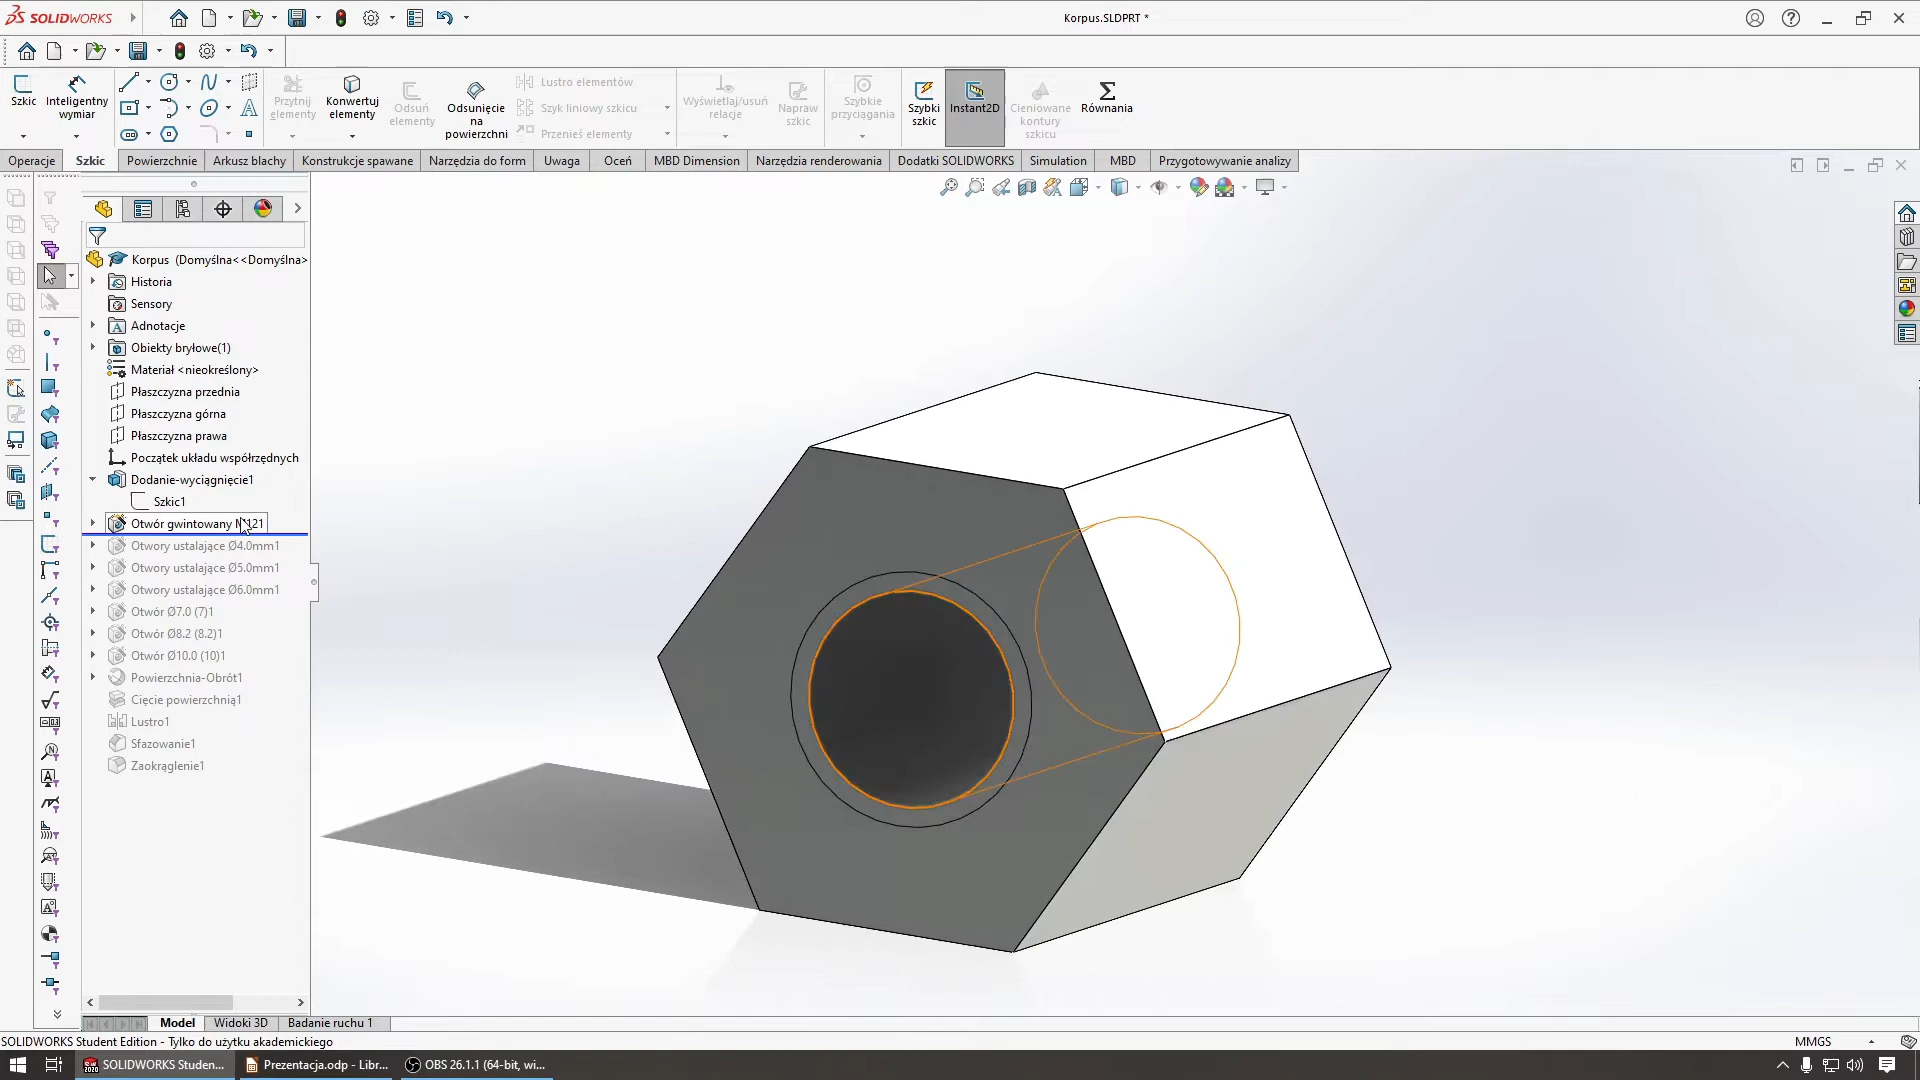 SOLIDWORKS
Korpus.SLDPRT *
Szkic
Inteligentny wymiar
Przytnij elementy
Konwertuj elementy
Odsuń elementy
Odsunięcie na powierzchni
Lustro elementów
Szyk liniowy szkicu
Przenieś elementy
Wyświetlaj/usuń relacje
Napraw szkic
Szybkie przyciągania
Szybki szkic
Instant2D
Cieniowane kontury szkicu
Równania
Operacje
Szkic
Powierzchnie
Arkusz blachy
Konstrukcje spawane
Narzędzia do form
Uwaga
Oceń
MBD Dimension
Narzędzia renderowania
Dodatki SOLIDWORKS
Simulation
MBD
Przygotowywanie analizy
Korpus (Domyślna<<Domyślna>
Historia
Sensory
Adnotacje
Obiekty bryłowe(1)
Materiał <nieokreślony>
Płaszczyzna przednia
Płaszczyzna górna
Płaszczyzna prawa
Początek układu współrzędnych
Dodanie-wyciągnięcie1
Szkic1
Otwór gwintowany M121
Otwory ustalające Ø4.0mm1
Otwory ustalające Ø5.0mm1
Otwory ustalające Ø6.0mm1
Otwór Ø7.0 (7)1
Otwór Ø8.2 (8.2)1
Otwór Ø10.0 (10)1
Powierzchnia-Obrót1
Cięcie powierzchnią1
Lustro1
Sfazowanie1
Zaokrąglenie1
Model
Widoki 3D
Badanie ruchu 1
SOLIDWORKS Student Edition - Tylko do użytku akademickiego
MMGS
SOLIDWORKS Studen...
Prezentacja.odp - Libr...
OBS 26.1.1 (64-bit, wi...